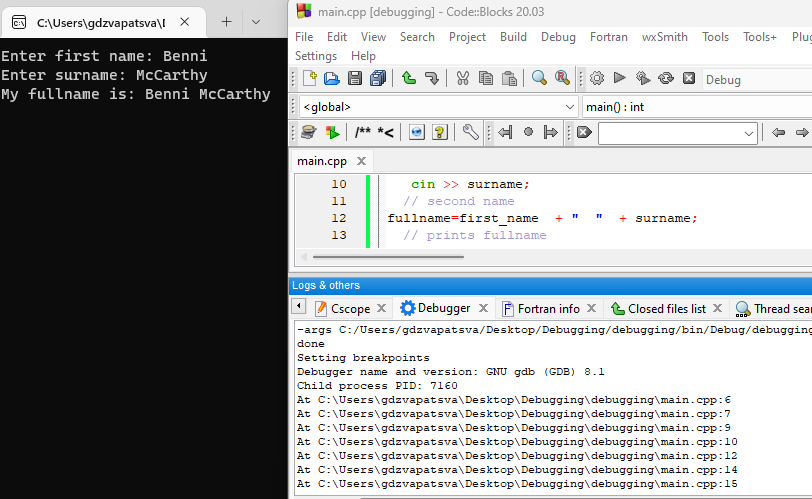 C:\Users\gdzvapatsva\I
Enter first name: Benni
Enter surname: McCarthy
My fullname is: Benni McCarthy
main.cpp [debugging] - Code::Blocks 20.03
File Edit View Search Project Build Debug Fortran wxSmith Tools Tools+ Plug
Settings Help
Debug
<global> main() : int
/** *<
main.cpp
10 cin >> surname;
11 // second name
12 fullname=first_name + "  " + surname;
13 // prints fullname
Logs & others
Cscope Debugger Fortran info Closed files list Thread sear
-args C:/Users/gdzvapatsva/Desktop/Debugging/debugging/bin/Debug/debugging
done
Setting breakpoints
Debugger name and version: GNU gdb (GDB) 8.1
Child process PID: 7160
At C:\Users\gdzvapatsva\Desktop\Debugging\debugging\main.cpp:6
At C:\Users\gdzvapatsva\Desktop\Debugging\debugging\main.cpp:7
At C:\Users\gdzvapatsva\Desktop\Debugging\debugging\main.cpp:9
At C:\Users\gdzvapatsva\Desktop\Debugging\debugging\main.cpp:10
At C:\Users\gdzvapatsva\Desktop\Debugging\debugging\main.cpp:12
At C:\Users\gdzvapatsva\Desktop\Debugging\debugging\main.cpp:14
At C:\Users\gdzvapatsva\Desktop\Debugging\debugging\main.cpp:15